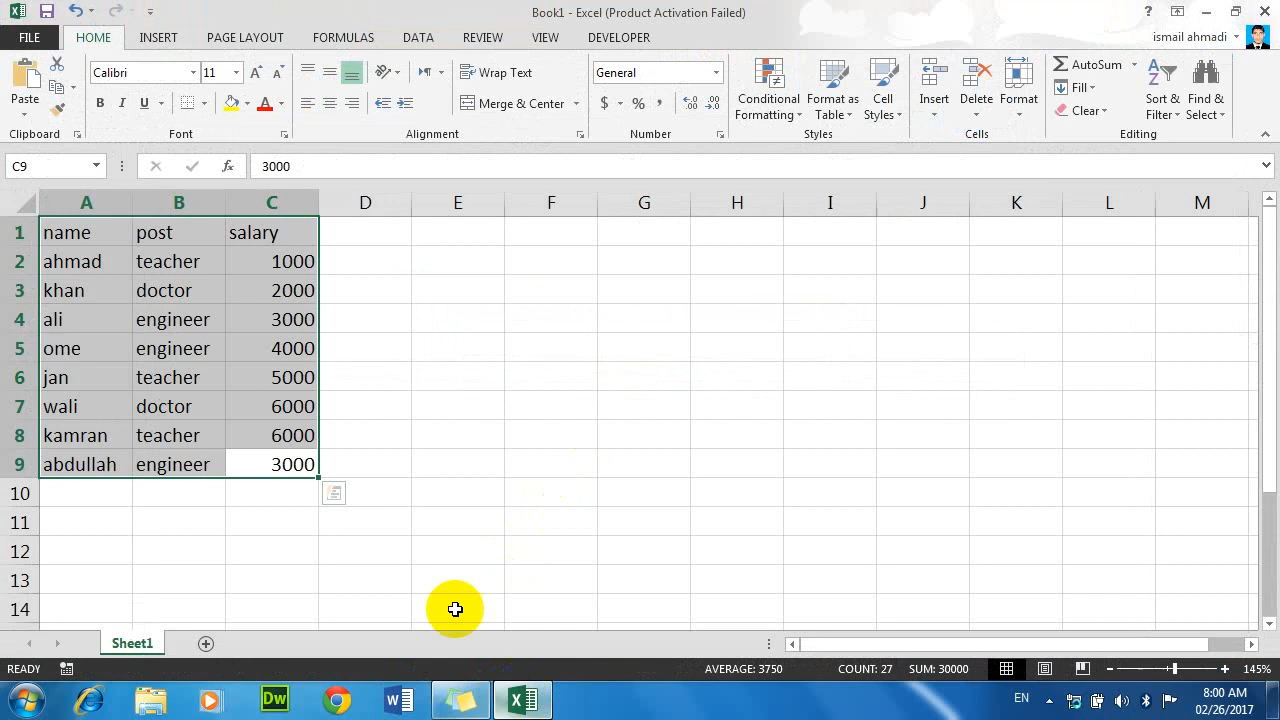 Book1 - Excel (Product Activation Failed)
FILE HOME INSERT PAGE LAYOUT FORMULAS DATA REVIEW VIEW DEVELOPER ismail ahmadi
Calibri 11 Wrap Text General AutoSum
Paste B I U Merge & Center $ % , Conditional Formatting Format as Table Cell Styles Insert Delete Format Fill Clear Sort & Filter Find & Select
Clipboard Font Alignment Number Styles Cells Editing
C9 fx 3000
A B C D E F G H I J K L M
1 name post salary
2 ahmad teacher 1000
3 khan doctor 2000
4 ali engineer 3000
5 ome engineer 4000
6 jan teacher 5000
7 wali doctor 6000
8 kamran teacher 6000
9 abdullah engineer 3000
10
11
12
13
14
Sheet1
READY AVERAGE: 3750 COUNT: 27 SUM: 30000 145%
Dw EN 8:00 AM
02/26/2017